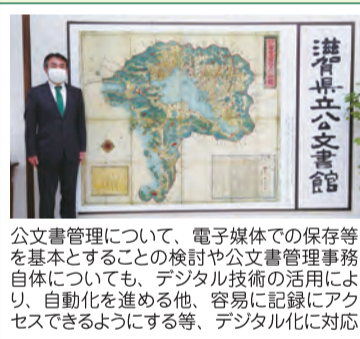 滋賀県立公文書館
公文書管理について、電子媒体での保存等
を基本とすることの検討や公文書管理事務
自体についても、デジタル技術の活用によ
り、自動化を進める他、容易に記録にアク
セスできるようにする等、デジタル化に対応